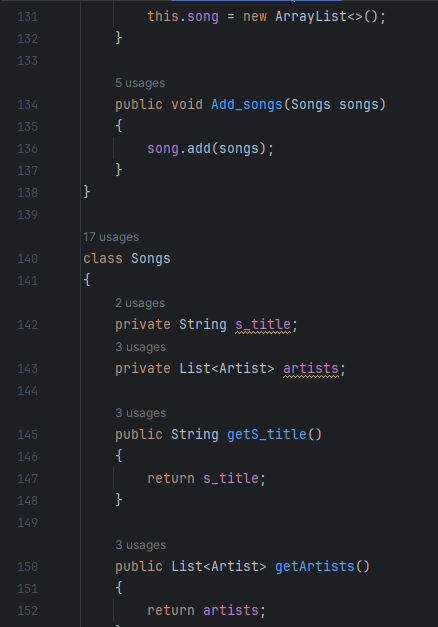 131 this.song = new ArrayList<>();
132 }
133
5 usages
134 public void Add_songs(Songs songs)
135 {
136 song.add(songs);
137 }
138 }
139
17 usages
140 class Songs
141 {
2 usages
142 private String s_title;
3 usages
143 private List<Artist> artists;
144
3 usages
145 public String getS_title()
146 {
147 return s_title;
148 }
149
3 usages
150 public List<Artist> getArtists()
151 {
152 return artists;